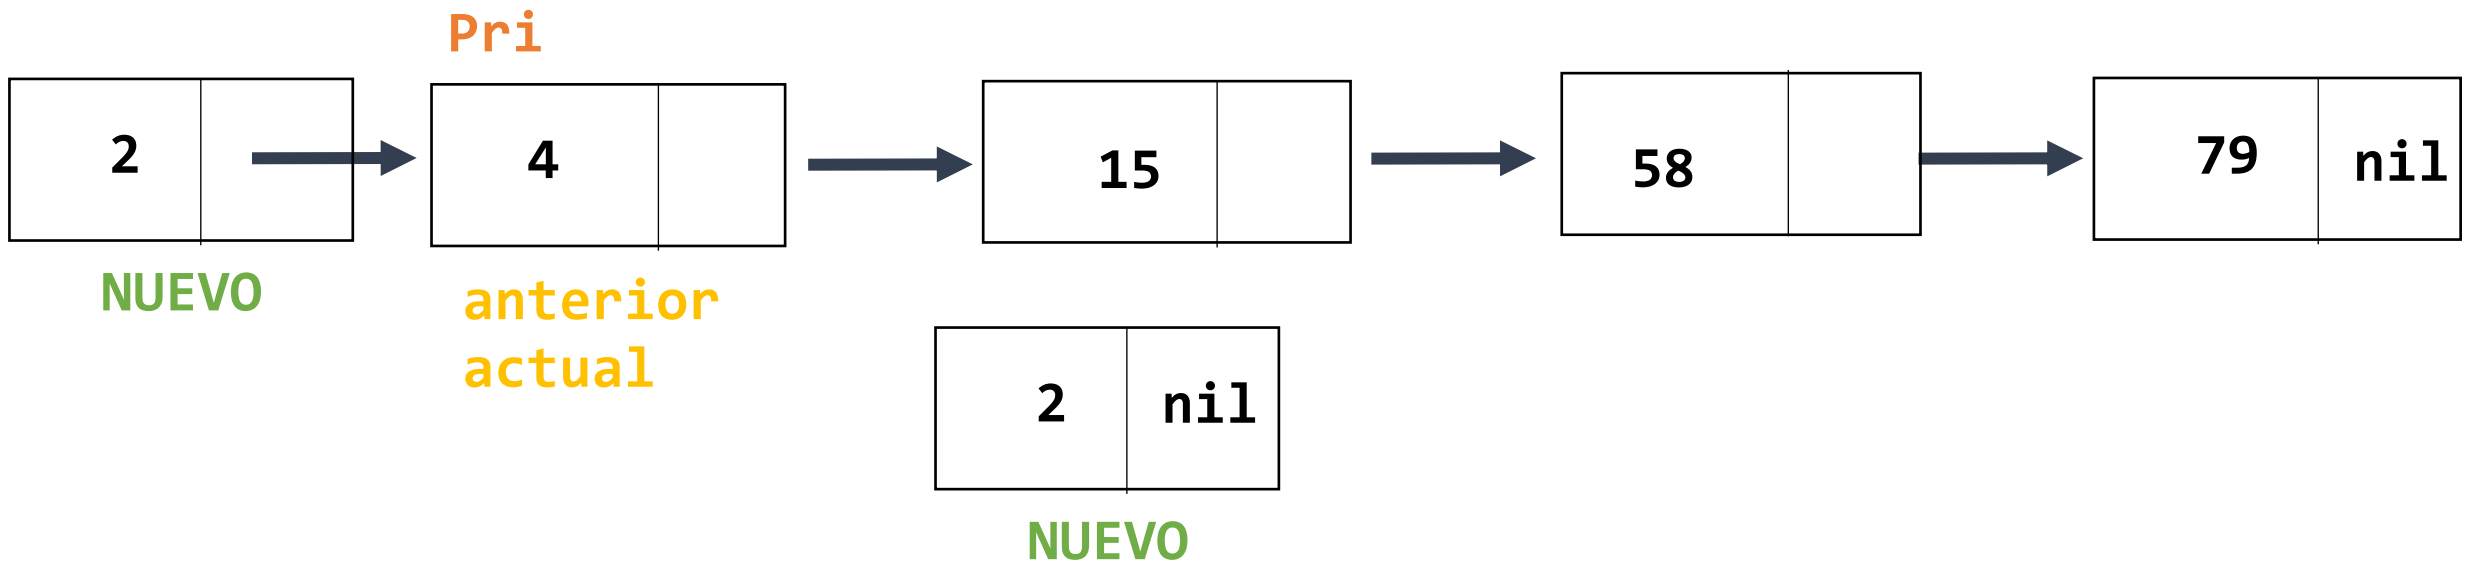 Pri
2 4 15 58 79 nil
NUEVO
anterior
actual
2 nil
NUEVO